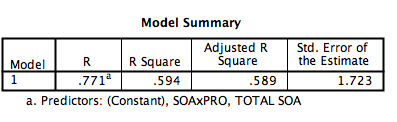 Model Summary
Model R R Square Adjusted R Square Std. Error of the Estimate
1 .771a .594 .589 1.723
a. Predictors: (Constant), SOAxPRO, TOTAL SOA